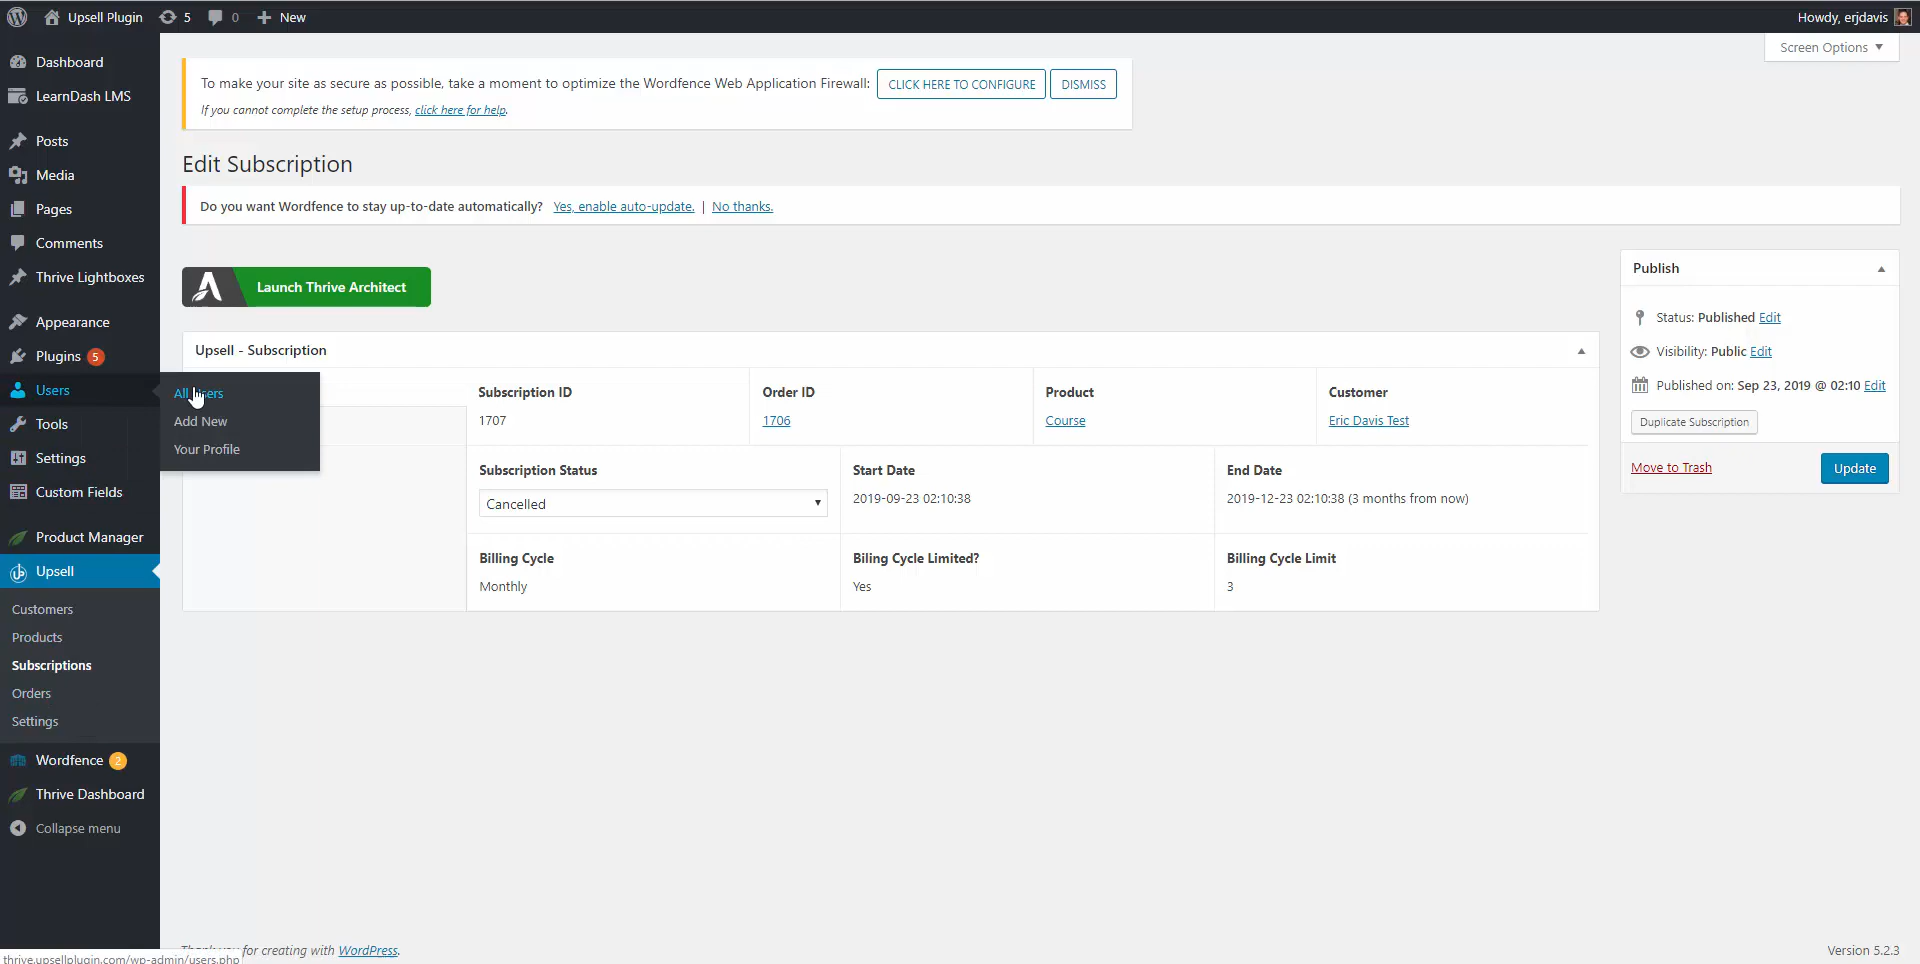 Upsell Plugin 5 0 New Howdy, erjdavis
Screen Options
Dashboard
LearnDash LMS
Posts
Media
Pages
Comments
Thrive Lightboxes
Appearance
Plugins 5
Users
Tools
Settings
Custom Fields
Product Manager
Upsell
Customers
Products
Subscriptions
Orders
Settings
Wordfence 2
Thrive Dashboard
Collapse menu
All Users
Add New
Your Profile
To make your site as secure as possible, take a moment to optimize the Wordfence Web Application Firewall: CLICK HERE TO CONFIGURE DISMISS
If you cannot complete the setup process, click here for help.
Edit Subscription
Do you want Wordfence to stay up-to-date automatically? Yes, enable auto-update. | No thanks.
Launch Thrive Architect
Upsell - Subscription
Subscription ID Order ID Product Customer
1707 1706 Course Eric Davis Test
Subscription Status Start Date End Date
Cancelled 2019-09-23 02:10:38 2019-12-23 02:10:38 (3 months from now)
Billing Cycle Biling Cycle Limited? Billing Cycle Limit
Monthly Yes 3
Publish
Status: Published Edit
Visibility: Public Edit
Published on: Sep 23, 2019 @ 02:10 Edit
Duplicate Subscription
Move to Trash Update
Thank you for creating with WordPress. Version 5.2.3
thrive.upsellplugin.com/wp-admin/users.php